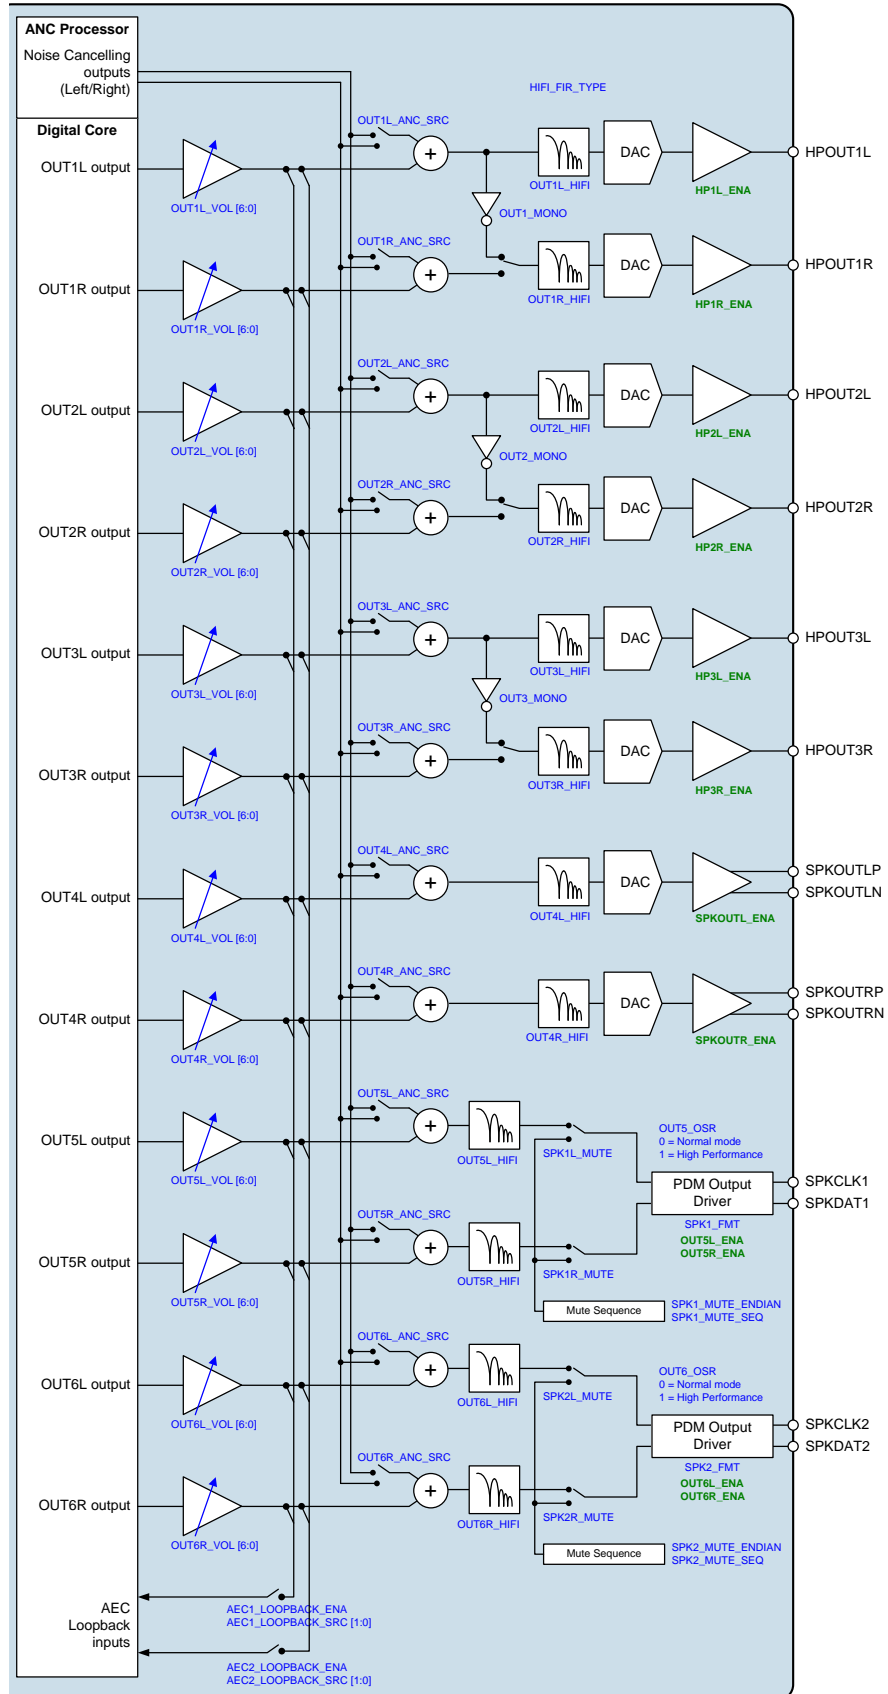 ANC Processor
Noise Cancelling
outputs
(Left/Right)
HIFI_FIR_TYPE
Digital Core
OUT1L_ANC_SRC
OUT1L output
OUT1L_VOL [6:0]
+
OUT1L_HIFI
DAC
HP1L_ENA
HPOUT1L
OUT1_MONO
OUT1R_ANC_SRC
OUT1R output
OUT1R_VOL [6:0]
+
OUT1R_HIFI
DAC
HP1R_ENA
HPOUT1R
OUT2L_ANC_SRC
OUT2L output
OUT2L_VOL [6:0]
+
OUT2L_HIFI
DAC
HP2L_ENA
HPOUT2L
OUT2_MONO
OUT2R_ANC_SRC
OUT2R output
OUT2R_VOL [6:0]
+
OUT2R_HIFI
DAC
HP2R_ENA
HPOUT2R
OUT3L_ANC_SRC
OUT3L output
OUT3L_VOL [6:0]
+
OUT3L_HIFI
DAC
HP3L_ENA
HPOUT3L
OUT3_MONO
OUT3R_ANC_SRC
OUT3R output
OUT3R_VOL [6:0]
+
OUT3R_HIFI
DAC
HP3R_ENA
HPOUT3R
OUT4L_ANC_SRC
OUT4L output
OUT4L_VOL [6:0]
+
OUT4L_HIFI
DAC
SPKOUTL_ENA
SPKOUTLP
SPKOUTLN
OUT4R_ANC_SRC
OUT4R output
OUT4R_VOL [6:0]
+
OUT4R_HIFI
DAC
SPKOUTR_ENA
SPKOUTRP
SPKOUTRN
OUT5L_ANC_SRC
OUT5L output
OUT5L_VOL [6:0]
+
OUT5L_HIFI
SPK1L_MUTE
OUT5_OSR
0 = Normal mode
1 = High Performance
PDM Output
Driver
SPKCLK1
SPKDAT1
SPK1_FMT
OUT5L_ENA
OUT5R_ENA
OUT5R_ANC_SRC
OUT5R output
OUT5R_VOL [6:0]
+
OUT5R_HIFI
SPK1R_MUTE
Mute Sequence
SPK1_MUTE_ENDIAN
SPK1_MUTE_SEQ
OUT6L_ANC_SRC
OUT6L output
OUT6L_VOL [6:0]
+
OUT6L_HIFI
SPK2L_MUTE
OUT6_OSR
0 = Normal mode
1 = High Performance
PDM Output
Driver
SPKCLK2
SPKDAT2
SPK2_FMT
OUT6L_ENA
OUT6R_ENA
OUT6R_ANC_SRC
OUT6R output
OUT6R_VOL [6:0]
+
OUT6R_HIFI
SPK2R_MUTE
Mute Sequence
SPK2_MUTE_ENDIAN
SPK2_MUTE_SEQ
AEC
Loopback
inputs
AEC1_LOOPBACK_ENA
AEC1_LOOPBACK_SRC [1:0]
AEC2_LOOPBACK_ENA
AEC2_LOOPBACK_SRC [1:0]